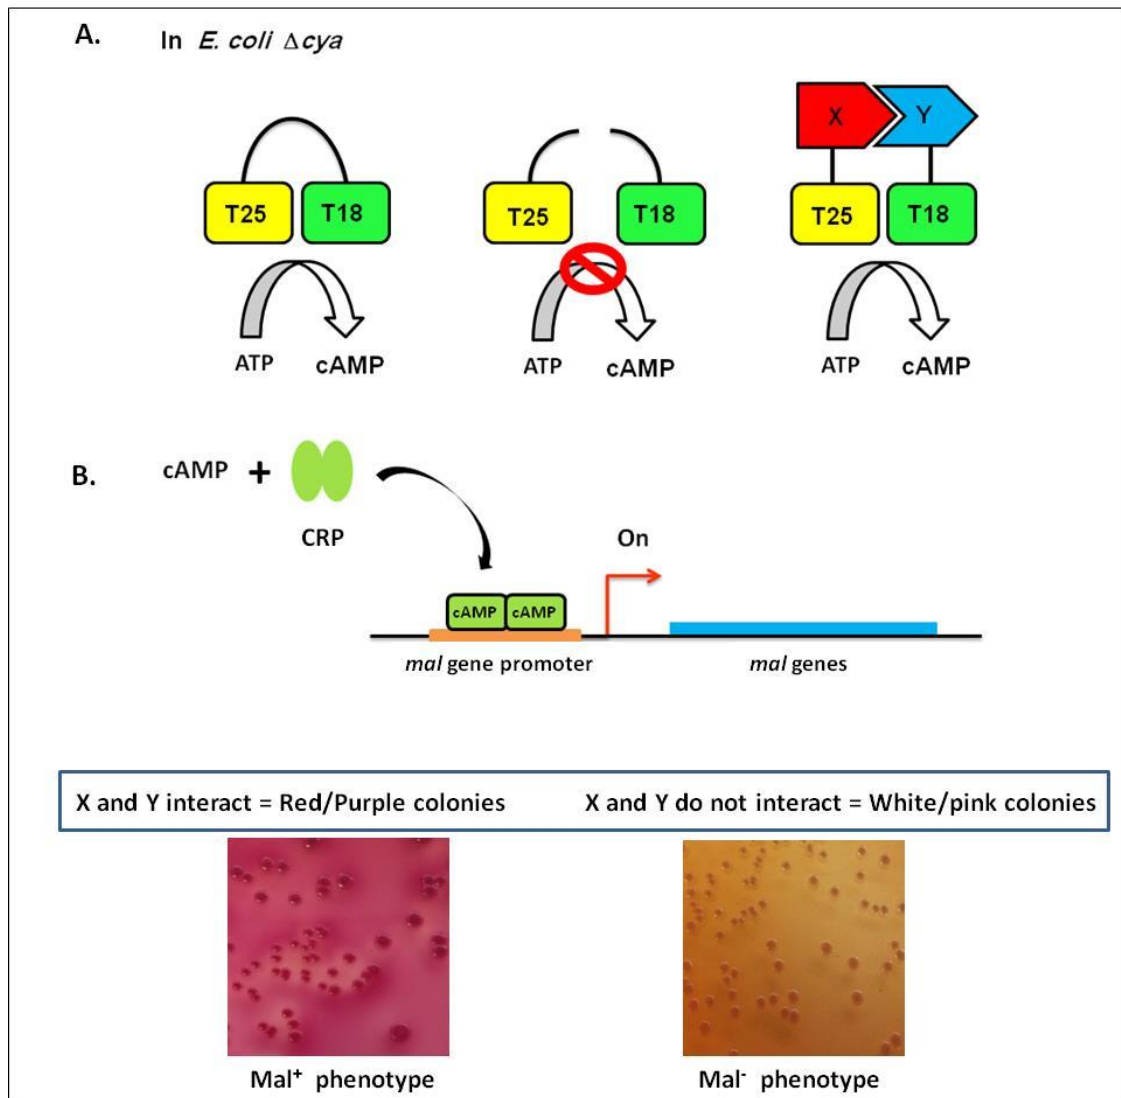 A. In E. coli Δcya
X Y
T25 T18 T25 T18 T25 T18
ATP cAMP ATP cAMP ATP cAMP
B. cAMP + CRP
On
cAMP cAMP
mal gene promoter mal genes
X and Y interact = Red/Purple colonies X and Y do not interact = White/pink colonies
Mal⁺ phenotype Mal⁻ phenotype